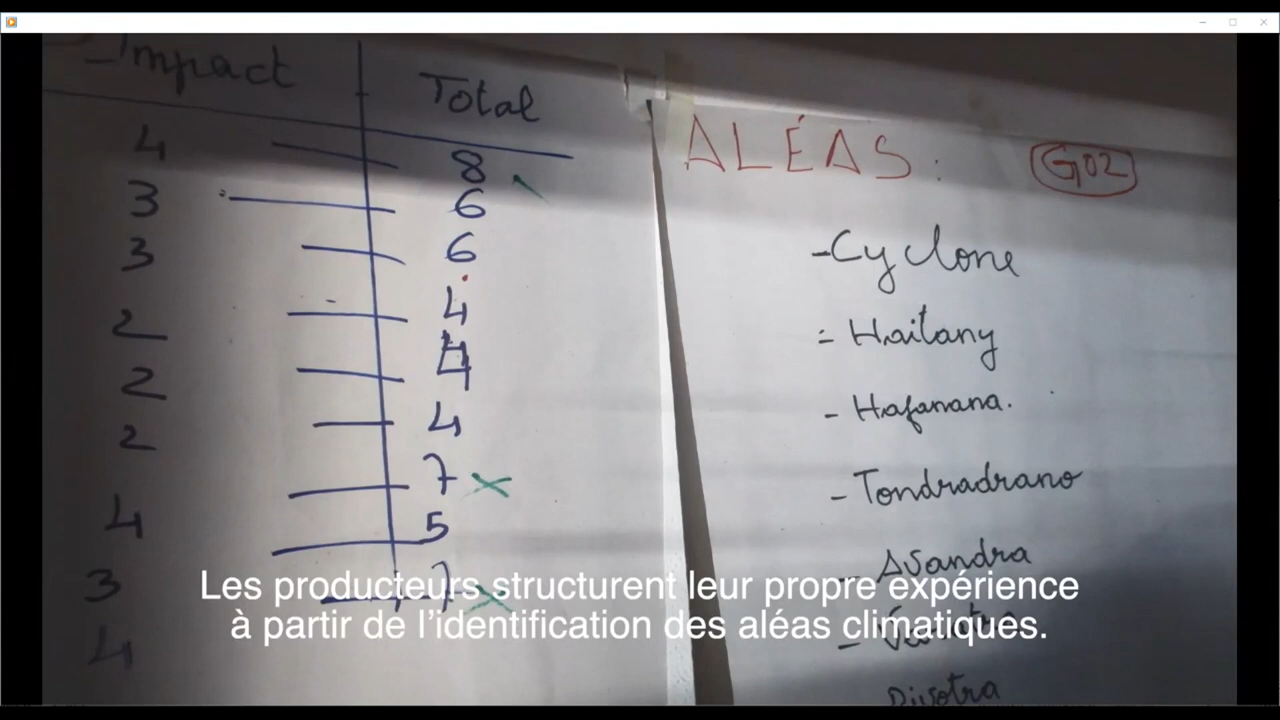 Impact Total
4 8
3 6
3 6
2 4
2 4
2 4
4 7 x
3 5
4 7 x
ALÉAS : G02
- Cyclone
- Haitany
- Hafanana.
- Tondradrano
- Avandra
Rivotra
Les producteurs structurent leur propre expérience
à partir de l'identification des aléas climatiques.